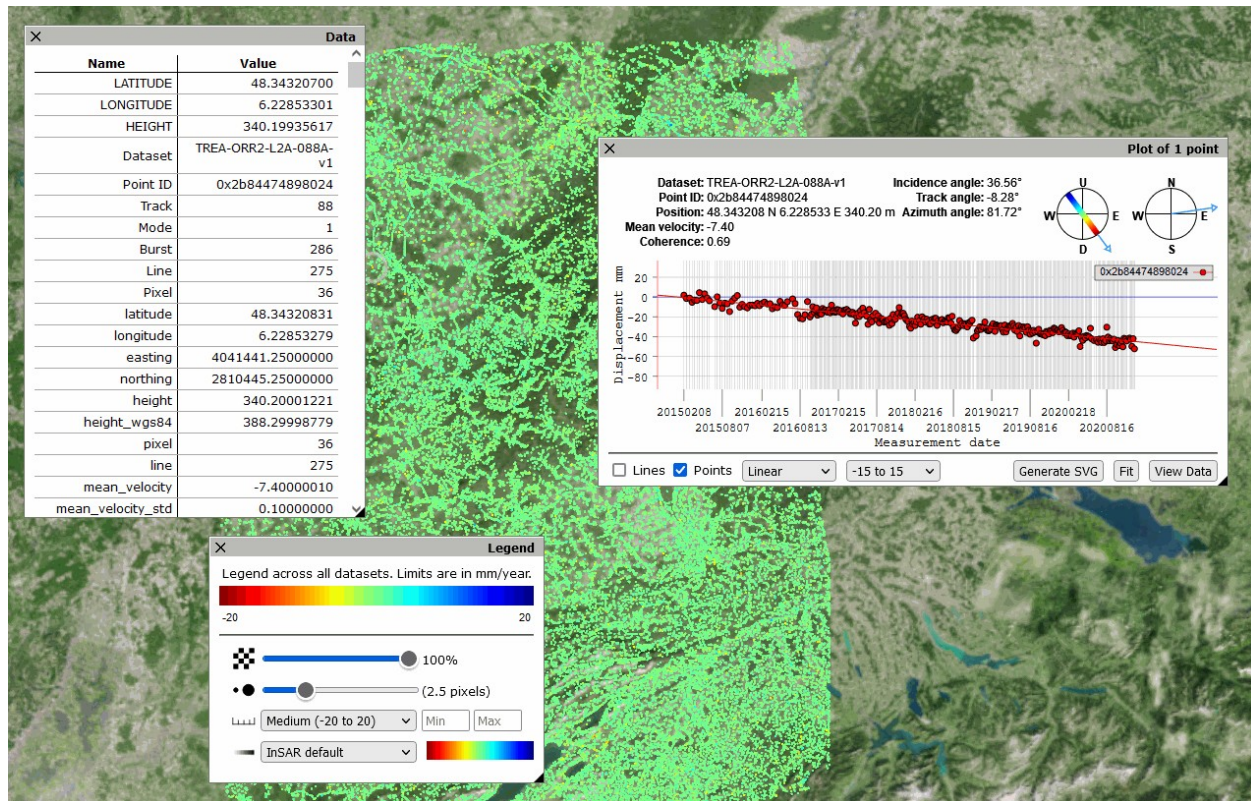 Data
Name Value
LATITUDE 48.34320700
LONGITUDE 6.22853301
HEIGHT 340.19935617
Dataset TREA-ORR2-L2A-088A-
v1
Point ID 0x2b84474898024
Track 88
Mode 1
Burst 286
Line 275
Pixel 36
latitude 48.34320831
longitude 6.22853279
easting 4041441.25000000
northing 2810445.25000000
height 340.20001221
height_wgs84 388.29998779
pixel 36
line 275
mean_velocity -7.40000010
mean_velocity_std 0.10000000
Plot of 1 point
Dataset: TREA-ORR2-L2A-088A-v1 Incidence angle: 36.56°
Point ID: 0x2b84474898024 Track angle: -8.28°
Position: 48.343208 N 6.228533 E 340.20 m Azimuth angle: 81.72°
Mean velocity: -7.40
Coherence: 0.69
U
W E
D
N
W E
S
0x2b84474898024
Displacement mm
20
0
-20
-40
-60
-80
20150208 20160215 20170215 20180216 20190217 20200218
20150807 20160813 20170814 20180815 20190816 20200816
Measurement date
Lines Points Linear -15 to 15 Generate SVG Fit View Data
Legend
Legend across all datasets. Limits are in mm/year.
-20 20
100%
(2.5 pixels)
Medium (-20 to 20) Min Max
InSAR default